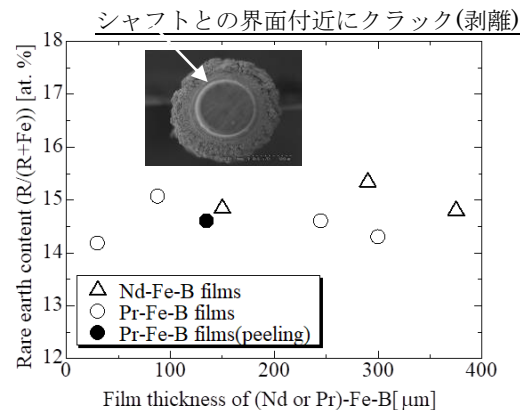 シャフトとの界面付近にクラック(剥離)
Rare earth content (R/(R+Fe)) [at. %]
18
17
16
15
14
13
12
△ Nd-Fe-B films
○ Pr-Fe-B films
● Pr-Fe-B films(peeling)
0
100
200
300
400
Film thickness of (Nd or Pr)-Fe-B[μm]